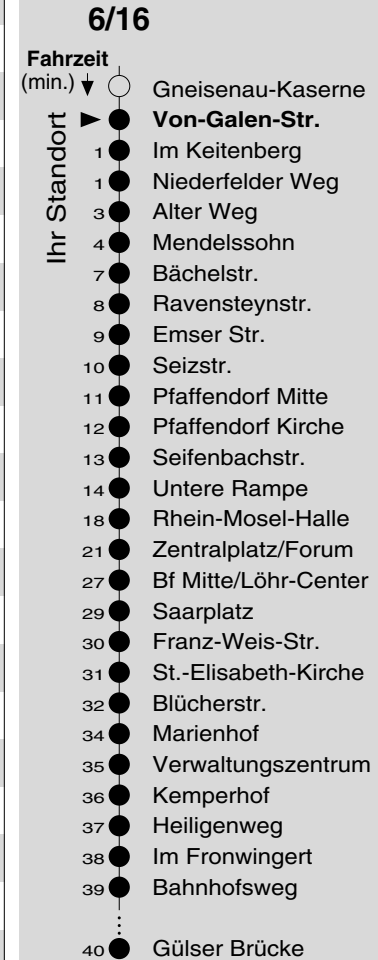 6/16
Fahrzeit
(min.)
Gneisenau-Kaserne
Ihr Standort
Von-Galen-Str.
1 Im Keitenberg
1 Niederfelder Weg
3 Alter Weg
4 Mendelssohn
7 Bächelstr.
8 Ravensteynstr.
9 Emser Str.
10 Seizstr.
11 Pfaffendorf Mitte
12 Pfaffendorf Kirche
13 Seifenbachstr.
14 Untere Rampe
18 Rhein-Mosel-Halle
21 Zentralplatz/Forum
27 Bf Mitte/Löhr-Center
29 Saarplatz
30 Franz-Weis-Str.
31 St.-Elisabeth-Kirche
32 Blücherstr.
34 Marienhof
35 Verwaltungszentrum
36 Kemperhof
37 Heiligenweg
38 Im Fronwingert
39 Bahnhofsweg
40 Gülser Brücke